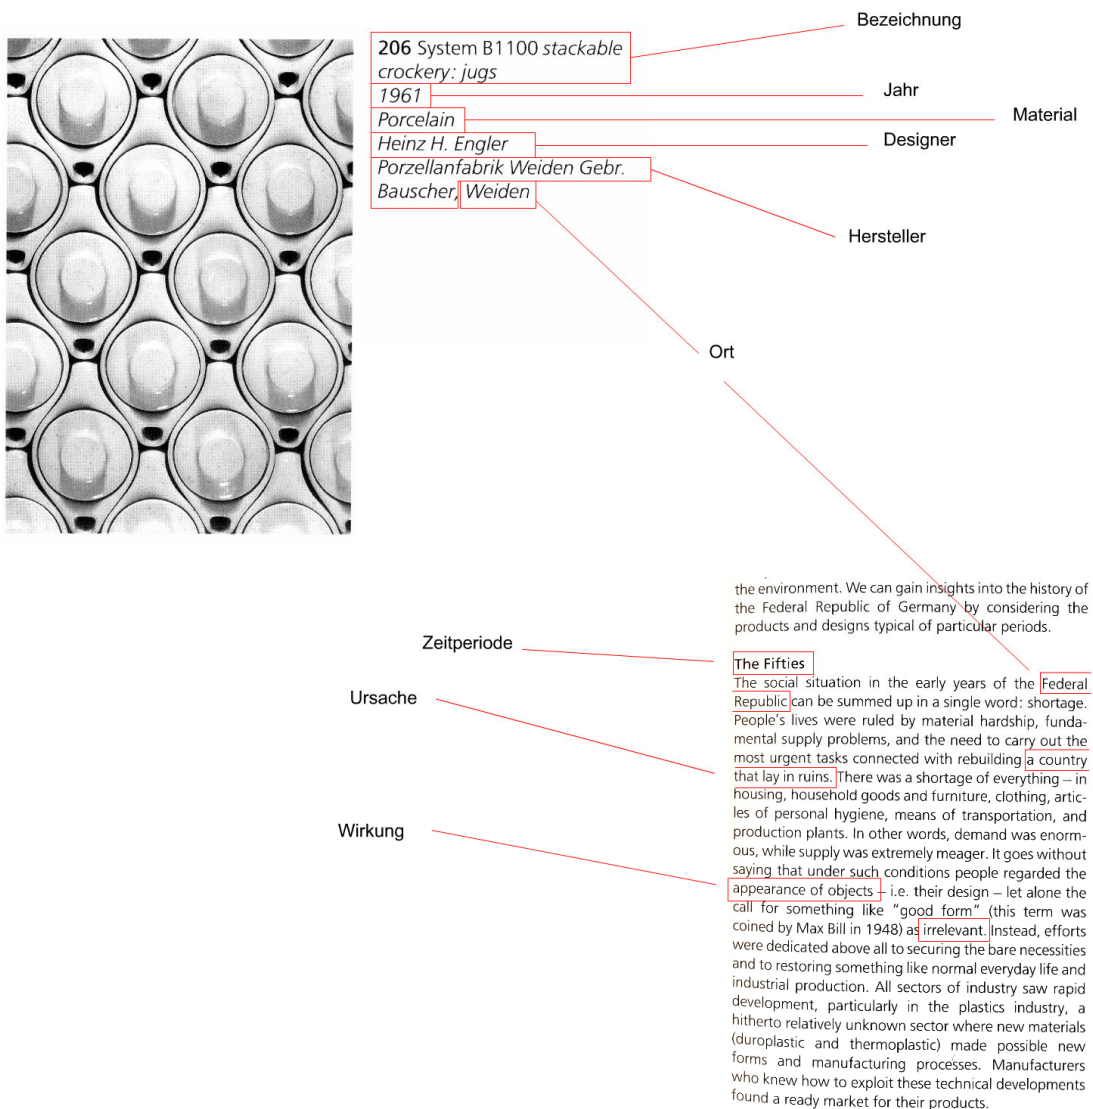 Bezeichnung
206 System B1100 stackable
crockery: jugs
1961
Jahr
Porcelain
Material
Heinz H. Engler
Designer
Porzellanfabrik Weiden Gebr.
Bauscher, Weiden
Hersteller
Ort
the environment. We can gain insights into the history of
the Federal Republic of Germany by considering the
products and designs typical of particular periods.
Zeitperiode
The Fifties
The social situation in the early years of the Federal
Ursache
Republic can be summed up in a single word: shortage.
People's lives were ruled by material hardship, funda-
mental supply problems, and the need to carry out the
most urgent tasks connected with rebuilding a country
that lay in ruins. There was a shortage of everything – in
housing, household goods and furniture, clothing, artic-
les of personal hygiene, means of transportation, and
Wirkung
production plants. In other words, demand was enorm-
ous, while supply was extremely meager. It goes without
saying that under such conditions people regarded the
appearance of objects – i.e. their design – let alone the
call for something like "good form" (this term was
coined by Max Bill in 1948) as irrelevant. Instead, efforts
were dedicated above all to securing the bare necessities
and to restoring something like normal everyday life and
industrial production. All sectors of industry saw rapid
development, particularly in the plastics industry, a
hitherto relatively unknown sector where new materials
(duroplastic and thermoplastic) made possible new
forms and manufacturing processes. Manufacturers
who knew how to exploit these technical developments
found a ready market for their products.